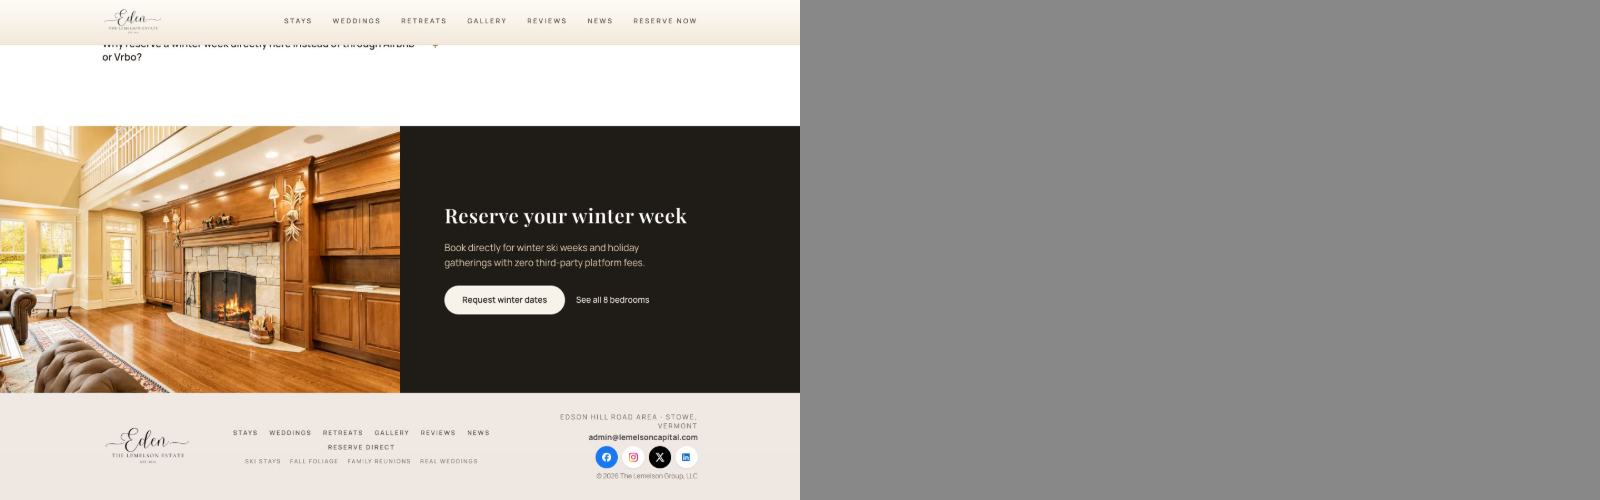 Eden
THE LEMELSON ESTATE
STAYS WEDDINGS RETREATS GALLERY REVIEWS NEWS RESERVE NOW
Why reserve a winter week directly here instead of through Airbnb +
or Vrbo?
Reserve your winter week
Book directly for winter ski weeks and holiday
gatherings with zero third-party platform fees.
Request winter dates See all 8 bedrooms
Eden
THE LEMELSON ESTATE
STAYS WEDDINGS RETREATS GALLERY REVIEWS NEWS
RESERVE DIRECT
SKI STAYS FALL FOLIAGE FAMILY REUNIONS REAL WEDDINGS
EDSON HILL ROAD AREA · STOWE,
VERMONT
admin@lemelsoncapital.com
© 2026 The Lemelson Group, LLC